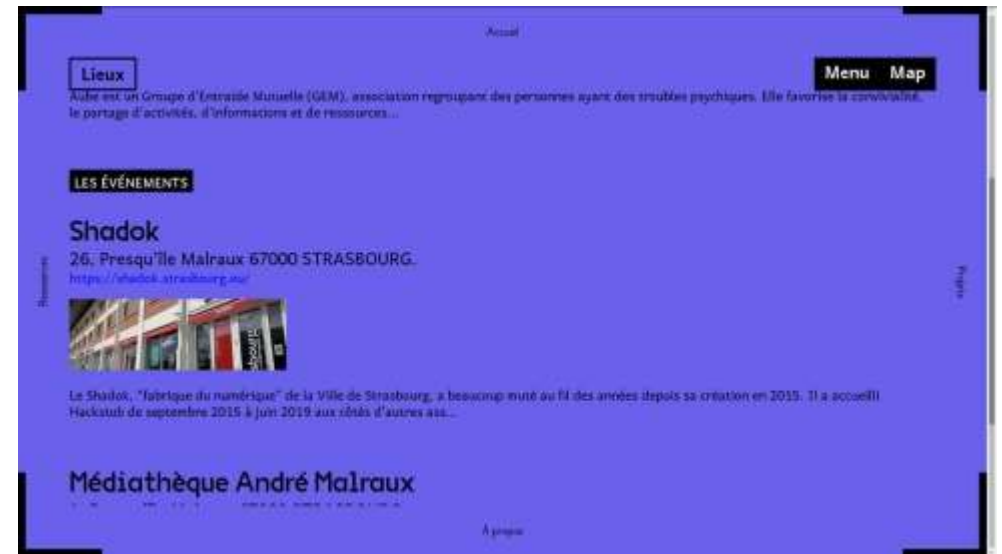 Accueil
Lieux
Menu Map
Aube est un Groupe d'Entraide Mutuelle (GEM), association regroupant des personnes ayant des troubles psychiques. Elle favorise la convivialité,
le partage d'activités, d'informations et de ressources...
LES ÉVÉNEMENTS
Shadok
26, Presqu'île Malraux 67000 STRASBOURG.
https://shadok.strasbourg.eu/
Ressources
Projets
Le Shadok, "fabrique du numérique" de la Ville de Strasbourg, a beaucoup muté au fil des années depuis sa création en 2015. Il a accueilli
Hackstub de septembre 2015 à juin 2019 aux côtés d'autres ass...
Médiathèque André Malraux
À propos